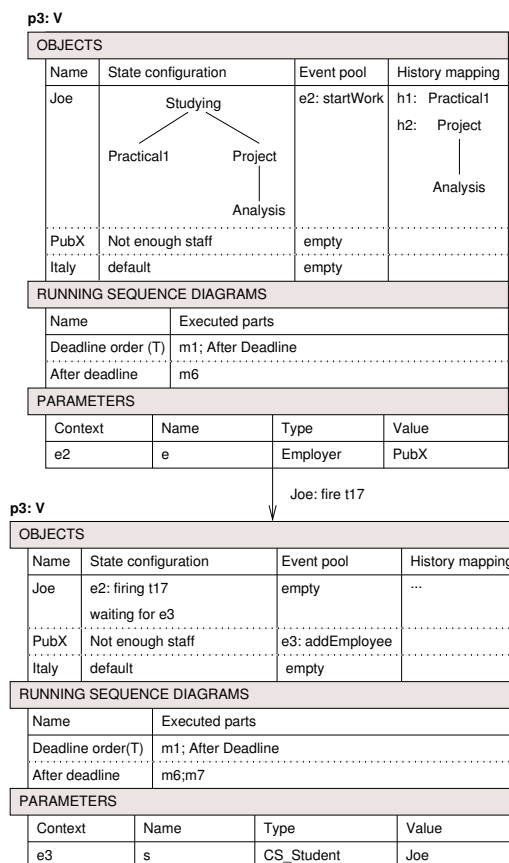 p3: V
OBJECTS
Name State configuration Event pool History mapping
Joe Studying e2: startWork h1: Practical1
h2: Project
Practical1 Project
Analysis
Analysis
PubX Not enough staff empty
Italy default empty
RUNNING SEQUENCE DIAGRAMS
Name Executed parts
Deadline order (T) m1; After Deadline
After deadline m6
PARAMETERS
Context Name Type Value
e2 e Employer PubX
Joe: fire t17
p3: V
OBJECTS
Name State configuration Event pool History mapping
Joe e2: firing t17 empty ...
waiting for e3
PubX Not enough staff e3: addEmployee
Italy default empty
RUNNING SEQUENCE DIAGRAMS
Name Executed parts
Deadline order(T) m1; After Deadline
After deadline m6;m7
PARAMETERS
Context Name Type Value
e3 s CS_Student Joe